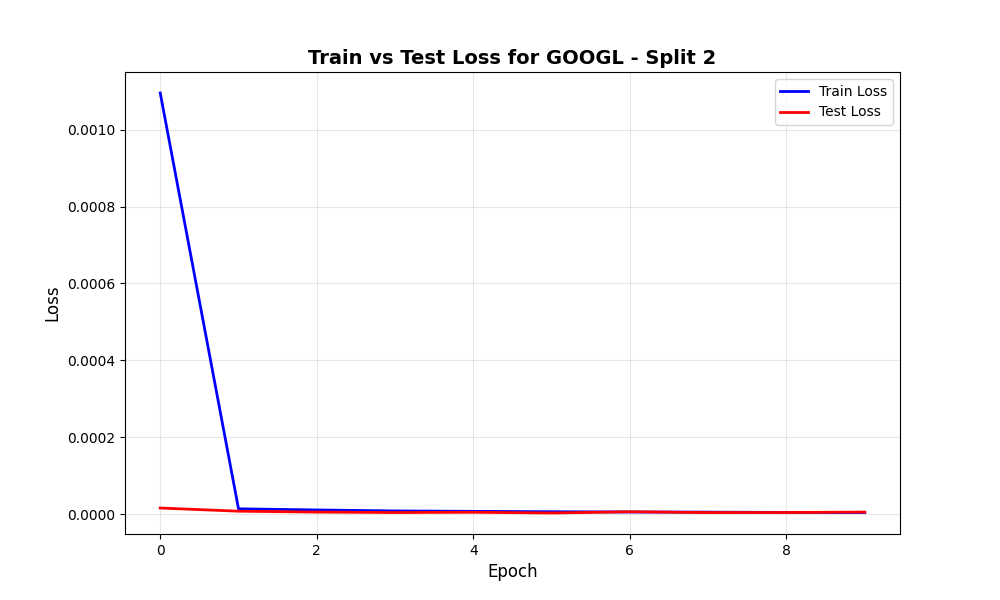 Train vs Test Loss for GOOGL - Split 2
Train Loss
Test Loss
0.0010
0.0008
0.0006
0.0004
0.0002
0.0000
Loss
0 2 4 6 8
Epoch